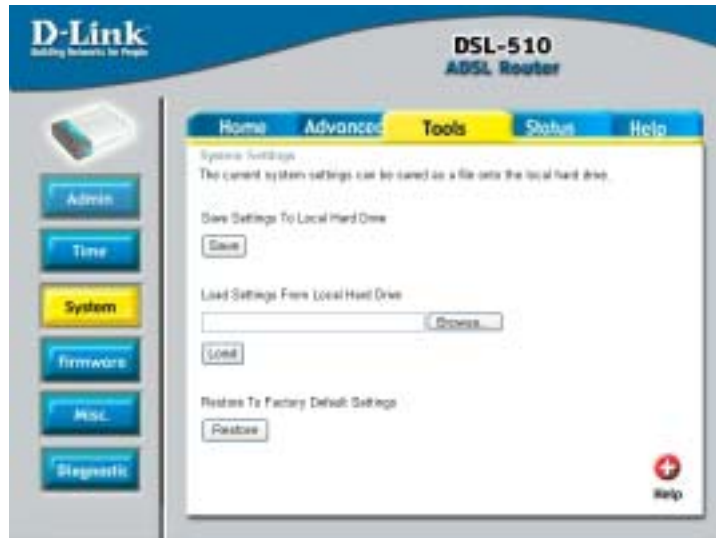 D-Link
Building Networks for People
DSL-510
ADSL Router
Home
Advanced
Tools
Status
Help
Admin
Time
System
Firmware
Misc.
Diagnostic
System Settings
The current system settings can be saved as a file onto the local hard drive.
Save Settings To Local Hard Drive
Save
Load Settings From Local Hard Drive
Browse...
Load
Restore To Factory Default Settings
Restore
Help